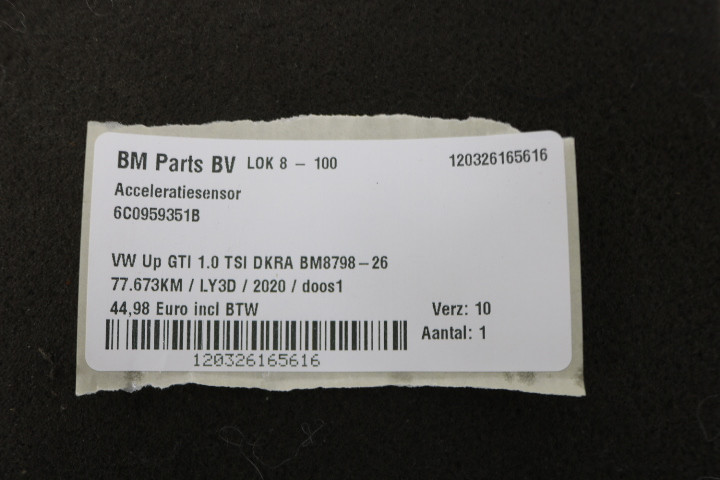 BM Parts BV LOK 8 – 100 120326165616
Acceleratiesensor
6C0959351B
VW Up GTI 1.0 TSI DKRA BM8798–26
77.673KM / LY3D / 2020 / doos1
44,98 Euro incl BTW Verz: 10
Aantal: 1
120326165616